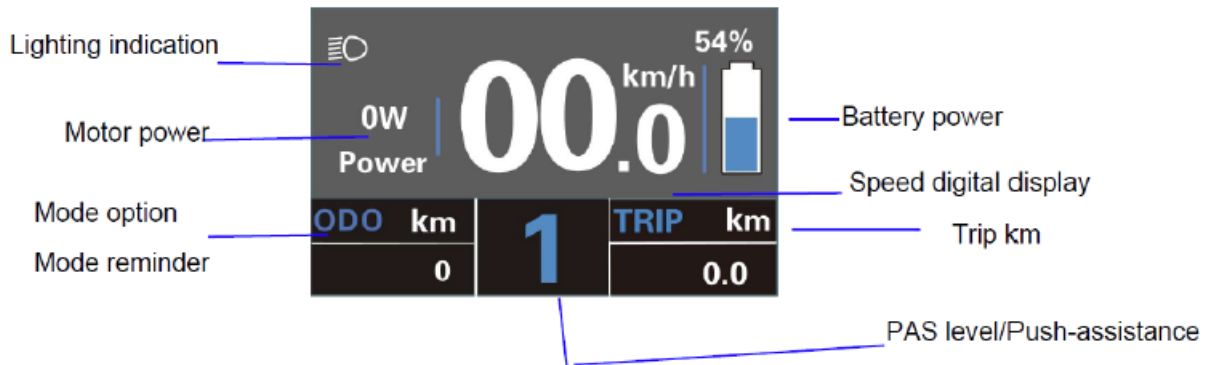 Lighting indication
54%
km/h
00.0
0W
Power
Motor power
Battery power
Speed digital display
Mode option
Mode reminder
ODO km
0
1
TRIP km
0.0
Trip km
PAS level/Push-assistance